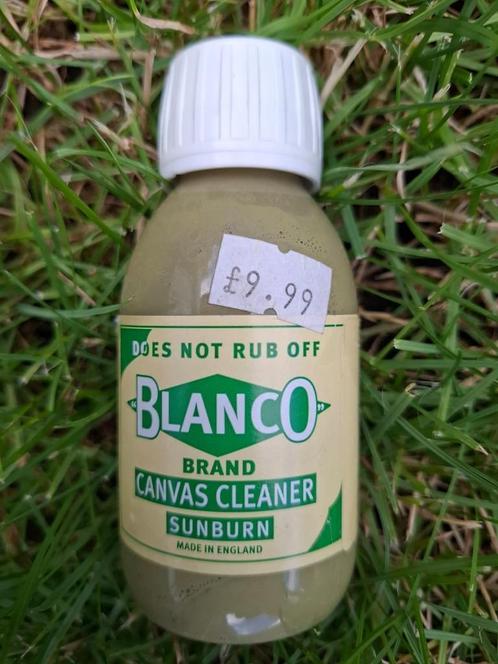 £9.99
DOES NOT RUB OFF
"BLANCO"
BRAND
CANVAS CLEANER
SUNBURN
MADE IN ENGLAND